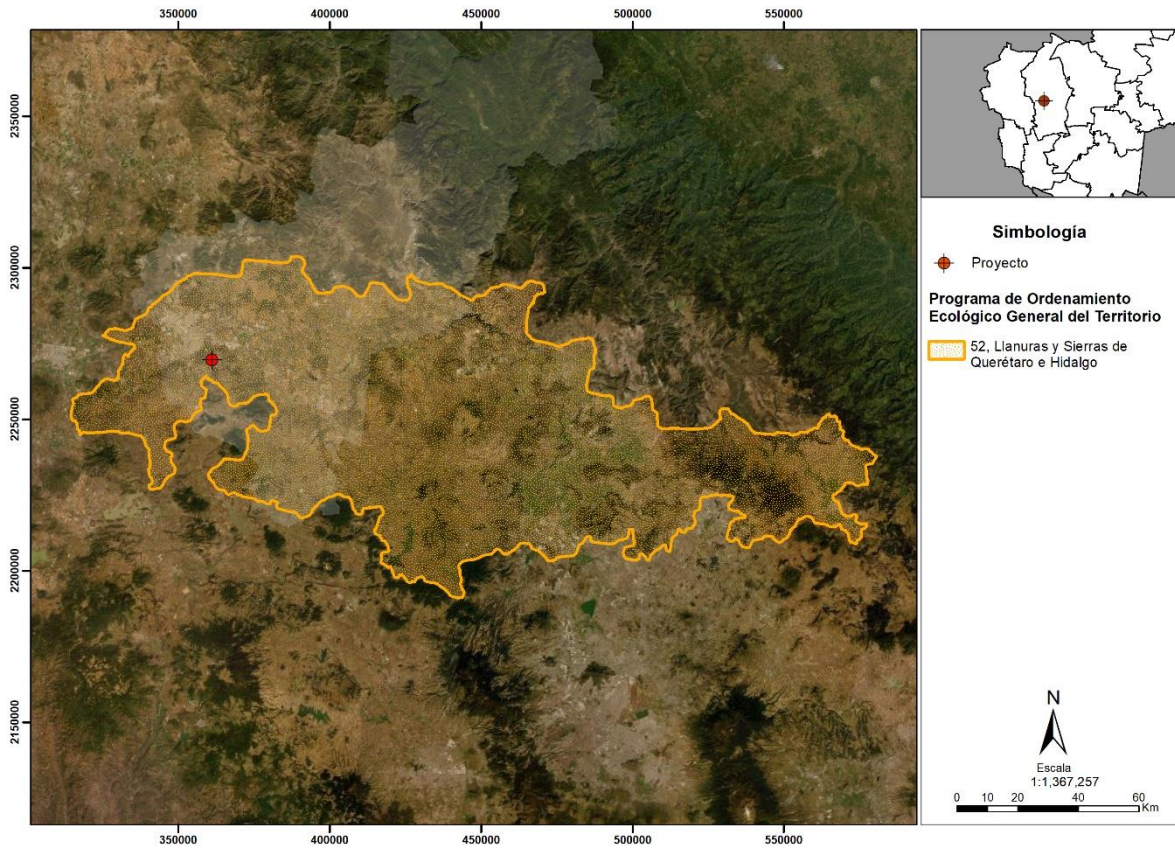 350000
400000
450000
500000
550000
2350000
2300000
2250000
2200000
2150000
350000
400000
450000
500000
550000
Simbología
Proyecto
Programa de Ordenamiento
Ecológico General del Territorio
52, Llanuras y Sierras de
Querétaro e Hidalgo
N
Escala
1:1,367,257
0 10 20 40 60
Km